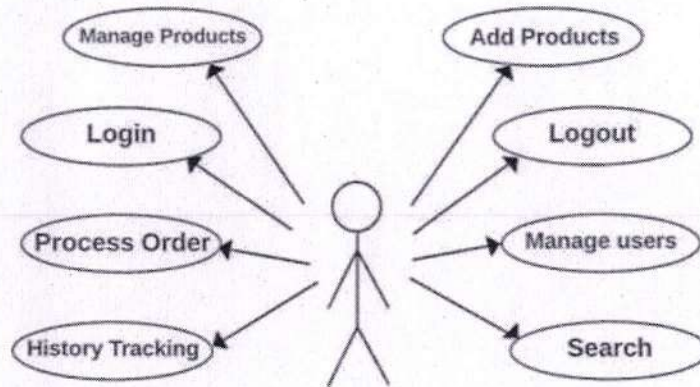 Manage Products
Add Products
Login
Logout
Process Order
Manage users
History Tracking
Search